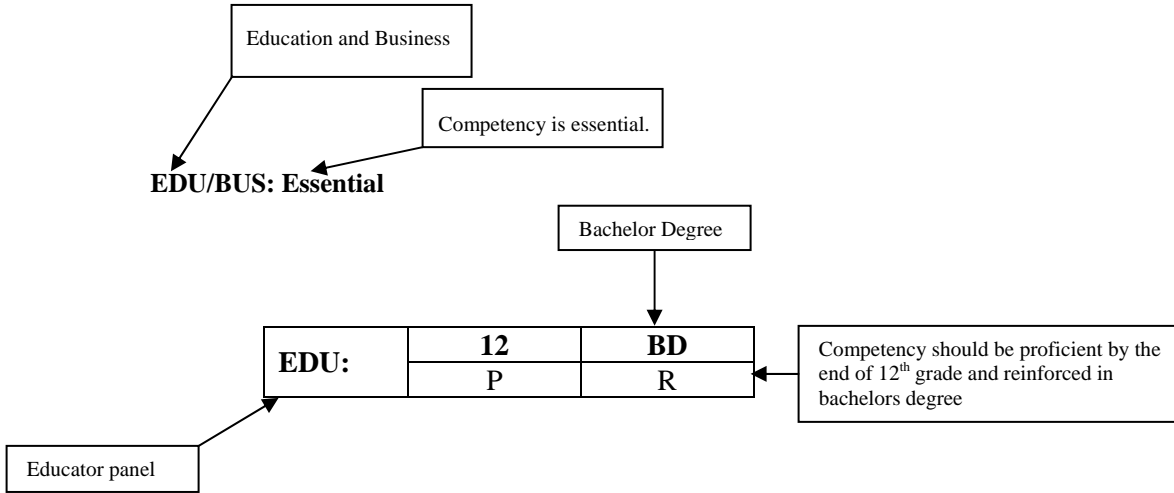 Education and Business
Competency is essential.
EDU/BUS: Essential
Bachelor Degree
EDU:
12 BD
P R
Competency should be proficient by the
end of 12th grade and reinforced in
bachelors degree
Educator panel